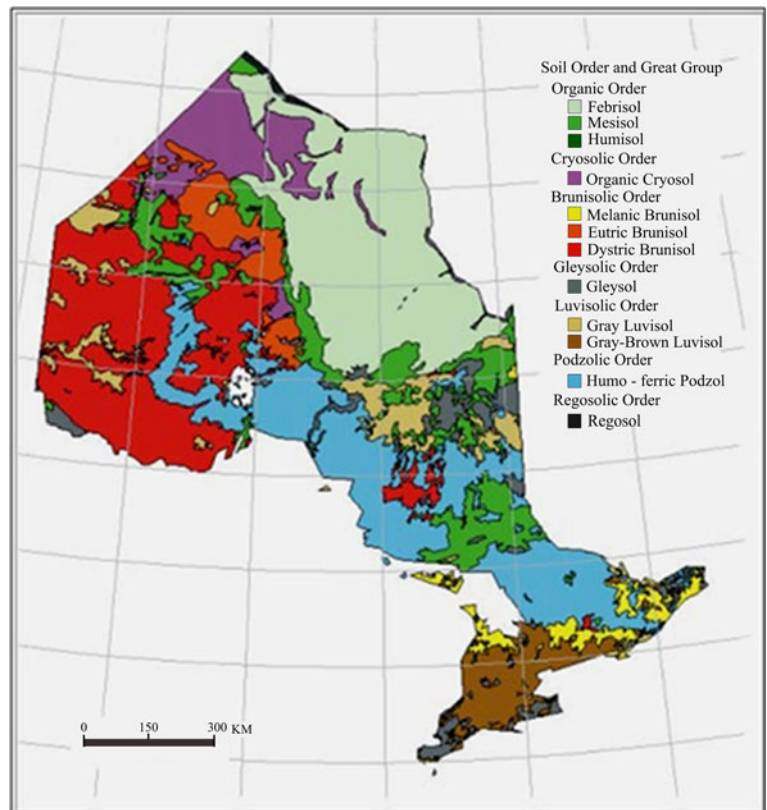 Soil Order and Great Group
Organic Order
Febrisol
Mesisol
Humisol
Cryosolic Order
Organic Cryosol
Brunisolic Order
Melanic Brunisol
Eutric Brunisol
Dystric Brunisol
Gleysolic Order
Gleysol
Luvisolic Order
Gray Luvisol
Gray-Brown Luvisol
Podzolic Order
Humo - ferric Podzol
Regosolic Order
Regosol
0 150 300 KM